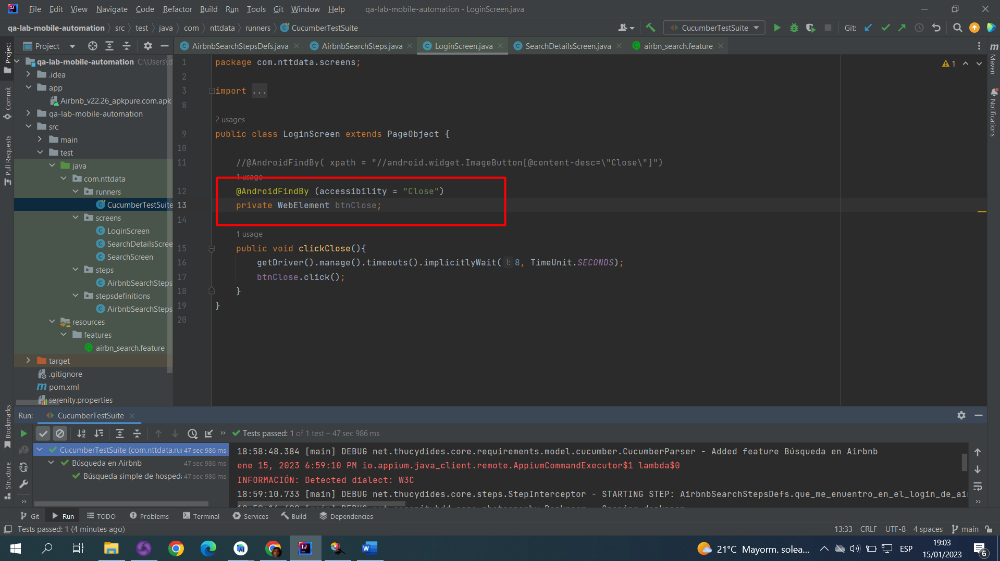 File Edit View Navigate Code Refactor Build Run Tools Git Window Help qa-lab-mobile-automation - LoginScreen.java
qa-lab-mobile-automation src test java com nttdata runners CucumberTestSuite CucumberTestSuite Git:
Project AirbnbSearchStepsDefs.java AirbnbSearchSteps.java LoginScreen.java SearchDetailsScreen.java airbn_search.feature
Project
Commit
Pull Requests
Bookmarks
Structure
qa-lab-mobile-automation C:\Users\d
.idea
app
Airbnb_v22.26_apkpure.com.apk
qa-lab-mobile-automation
src
main
test
java
com.nttdata
runners
CucumberTestSuite
screens
LoginScreen
SearchDetailsScree
SearchScreen
steps
AirbnbSearchSteps
stepsdefinitions
AirbnbSearchSteps
resources
features
airbn_search.feature
target
.gitignore
pom.xml
serenity.properties
1 package com.nttdata.screens;
2
3 import ...
8
2 usages
9 public class LoginScreen extends PageObject {
10
11 //@AndroidFindBy( xpath = "//android.widget.ImageButton[@content-desc=\"Close\"]")
1 usage
12 @AndroidFindBy (accessibility = "Close")
13 private WebElement btnClose;
14
1 usage
15 public void clickClose(){
16 getDriver().manage().timeouts().implicitlyWait( l: 8, TimeUnit.SECONDS);
17 btnClose.click();
18 }
19 }
20
1
m
Maven
Notifications
Run: CucumberTestSuite
Tests passed: 1 of 1 test – 47 sec 986 ms
CucumberTestSuite (com.nttdata.rui 47 sec 986 ms
Búsqueda en Airbnb 47 sec 986 ms
Búsqueda simple de hospeda 47 sec 986 ms
18:58:48.384 [main] DEBUG net.thucydides.core.requirements.model.cucumber.CucumberParser - Added feature Búsqueda en Airbnb
ene 15, 2023 6:59:10 PM io.appium.java_client.remote.AppiumCommandExecutor$1 lambda$0
INFORMACIÓN: Detected dialect: W3C
18:59:10.733 [main] DEBUG net.thucydides.core.steps.StepInterceptor - STARTING STEP: AirbnbSearchStepsDefs.que_me_enuentro_en_el_login_de_ai
Git Run TODO Problems Terminal Services Build Dependencies
Tests passed: 1 (4 minutes ago) 13:33 CRLF UTF-8 4 spaces main
21°C Mayorm. solea... ESP 19:03
15/01/2023 6